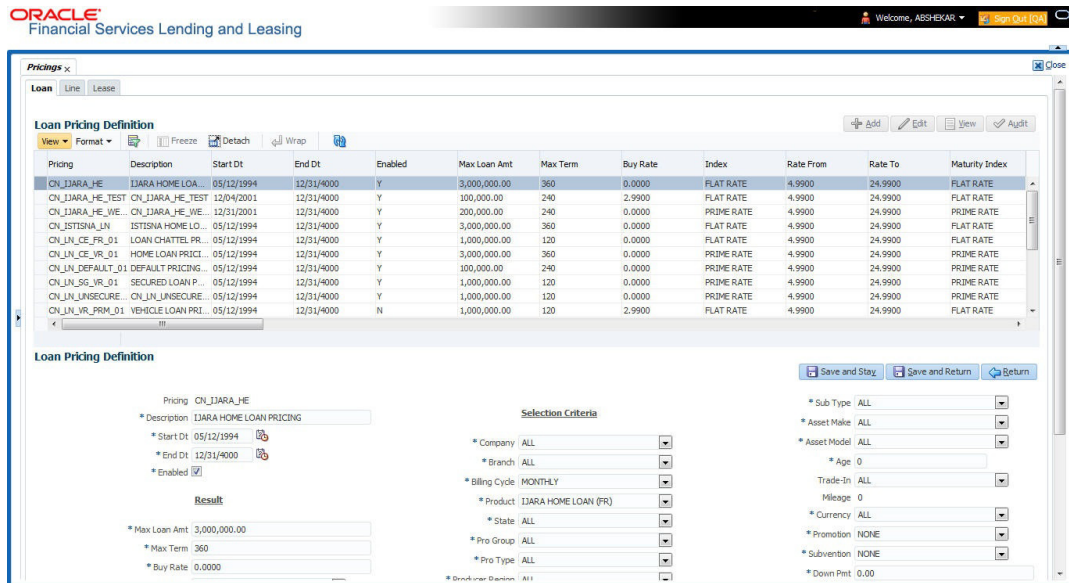 ORACLE®
Financial Services Lending and Leasing
Welcome, ABSHEKAR Sign Out [QA]
Pricings x
Close
Loan Line Lease
Loan Pricing Definition
Add Edit View Audit
View Format Freeze Detach Wrap
Pricing Description Start Dt End Dt Enabled Max Loan Amt Max Term Buy Rate Index Rate From Rate To Maturity Index
CN_IJARA_HE IJARA HOME LOA... 05/12/1994 12/31/4000 Y 3,000,000.00 360 0.0000 FLAT RATE 4.9900 24.9900 FLAT RATE
CN_IJARA_HE_TEST CN_IJARA_HE_TEST 12/04/2001 12/31/4000 Y 100,000.00 240 2.9900 FLAT RATE 4.9900 24.9900 FLAT RATE
CN_IJARA_HE_WE... CN_IJARA_HE_WE... 12/31/2001 12/31/4000 Y 200,000.00 240 0.0000 PRIME RATE 4.9900 24.9900 PRIME RATE
CN_ISTISNA_LN ISTISNA HOME LO... 05/12/1994 12/31/4000 Y 3,000,000.00 360 0.0000 FLAT RATE 4.9900 24.9900 FLAT RATE
CN_LN_CE_FR_01 LOAN CHATTEL PR... 05/12/1994 12/31/4000 Y 1,000,000.00 120 0.0000 FLAT RATE 4.9900 24.9900 FLAT RATE
CN_LN_CE_VR_01 HOME LOAN PRICI... 05/12/1994 12/31/4000 Y 3,000,000.00 360 0.0000 PRIME RATE 4.9900 24.9900 PRIME RATE
CN_LN_DEFAULT_01 DEFAULT PRICING... 05/12/1994 12/31/4000 Y 100,000.00 240 0.0000 PRIME RATE 4.9900 24.9900 PRIME RATE
CN_LN_SG_VR_01 SECURED LOAN P... 05/12/1994 12/31/4000 Y 1,000,000.00 120 0.0000 PRIME RATE 4.9900 24.9900 PRIME RATE
CN_LN_UNSECURE... CN_LN_UNSECURE... 05/12/1994 12/31/4000 Y 1,000,000.00 120 0.0000 PRIME RATE 4.9900 24.9900 PRIME RATE
CN_LN_VR_PRM_01 VEHICLE LOAN PRI... 05/12/1994 12/31/4000 N 1,000,000.00 120 2.9900 FLAT RATE 4.9900 24.9900 FLAT RATE
Loan Pricing Definition
Save and Stay Save and Return Return
Pricing CN_IJARA_HE
* Description IJARA HOME LOAN PRICING
* Start Dt 05/12/1994
* End Dt 12/31/4000
* Enabled
Result
* Max Loan Amt 3,000,000.00
* Max Term 360
* Buy Rate 0.0000
Selection Criteria
* Company ALL
* Branch ALL
* Billing Cycle MONTHLY
* Product IJARA HOME LOAN (FR)
* State ALL
* Pro Group ALL
* Pro Type ALL
* Producer Region ALL
* Sub Type ALL
* Asset Make ALL
* Asset Model ALL
* Age 0
Trade-In ALL
Mileage 0
* Currency ALL
* Promotion NONE
* Subvention NONE
* Down Pmt 0.00